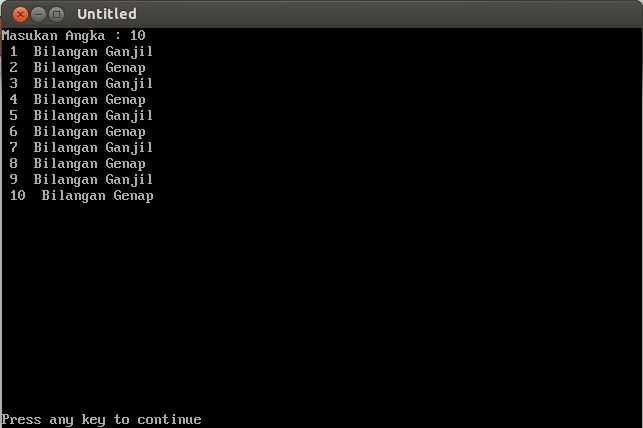 Untitled
Masukan Angka : 10
1 Bilangan Ganjil
2 Bilangan Genap
3 Bilangan Ganjil
4 Bilangan Genap
5 Bilangan Ganjil
6 Bilangan Genap
7 Bilangan Ganjil
8 Bilangan Genap
9 Bilangan Ganjil
10 Bilangan Genap
Press any key to continue